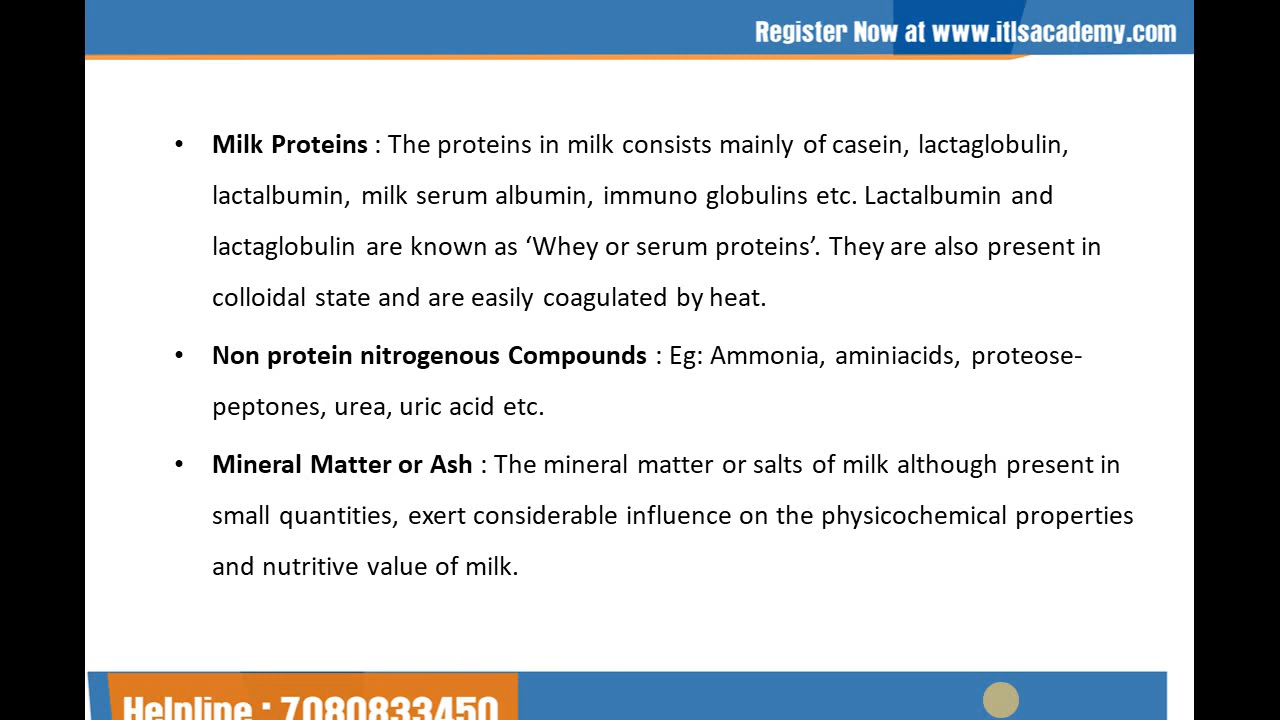 Register Now at www.itlsacademy.com
• Milk Proteins : The proteins in milk consists mainly of casein, lactaglobulin,
lactalbumin, milk serum albumin, immuno globulins etc. Lactalbumin and
lactaglobulin are known as ‘Whey or serum proteins’. They are also present in
colloidal state and are easily coagulated by heat.
• Non protein nitrogenous Compounds : Eg: Ammonia, aminiacids, proteose-
peptones, urea, uric acid etc.
• Mineral Matter or Ash : The mineral matter or salts of milk although present in
small quantities, exert considerable influence on the physicochemical properties
and nutritive value of milk.
Helpline : 7080833450